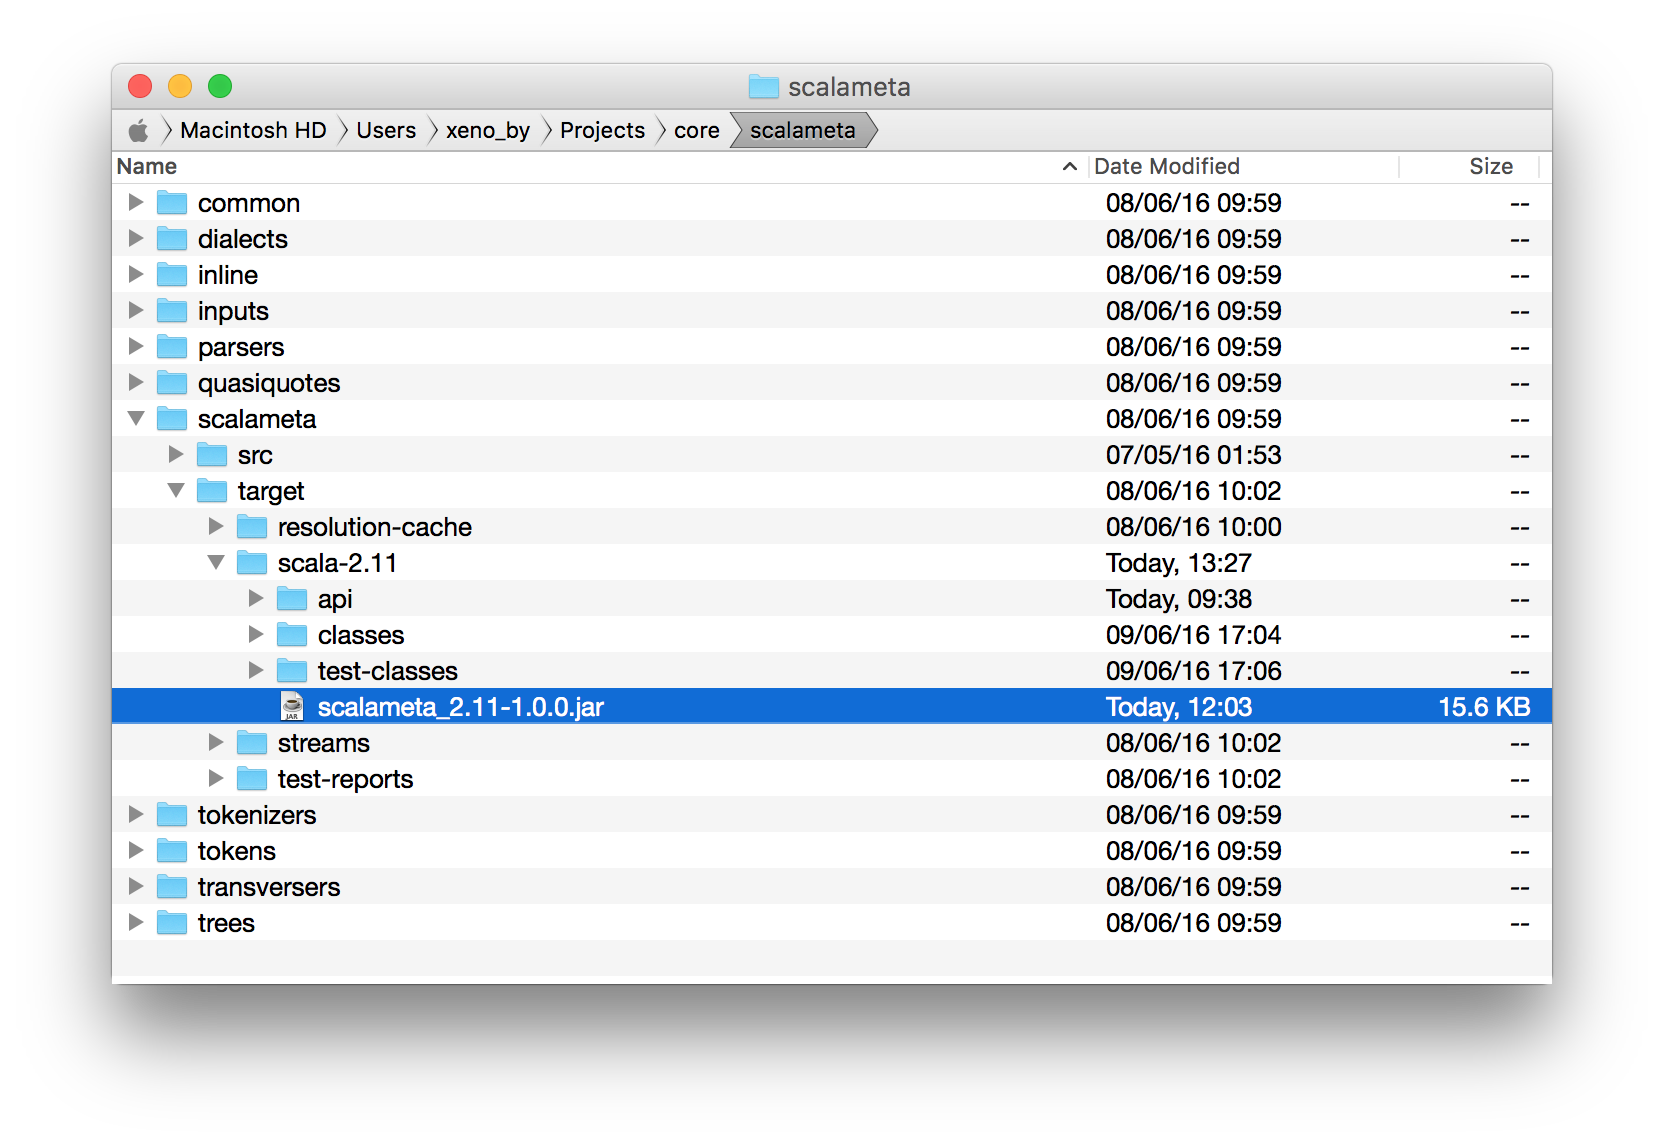 scalameta
Macintosh HD Users xeno_by Projects core scalameta
Name Date Modified Size
common 08/06/16 09:59 --
dialects 08/06/16 09:59 --
inline 08/06/16 09:59 --
inputs 08/06/16 09:59 --
parsers 08/06/16 09:59 --
quasiquotes 08/06/16 09:59 --
scalameta 08/06/16 09:59 --
src 07/05/16 01:53 --
target 08/06/16 10:02 --
resolution-cache 08/06/16 10:00 --
scala-2.11 Today, 13:27 --
api Today, 09:38 --
classes 09/06/16 17:04 --
test-classes 09/06/16 17:06 --
JAR scalameta_2.11-1.0.0.jar Today, 12:03 15.6 KB
streams 08/06/16 10:02 --
test-reports 08/06/16 10:02 --
tokenizers 08/06/16 09:59 --
tokens 08/06/16 09:59 --
transversers 08/06/16 09:59 --
trees 08/06/16 09:59 --